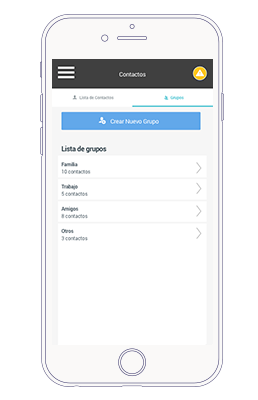 Contactos
Lista de Contactos
Grupos
Crear Nuevo Grupo
Lista de grupos
Familia
10 contactos
Trabajo
5 contactos
Amigos
8 contactos
Otros
3 contactos